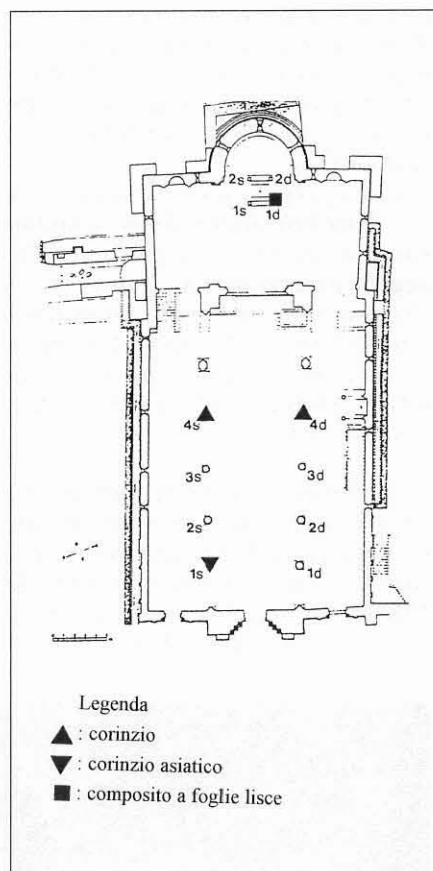 2s 2d
1s 1d
4s 4d
3s 3d
2s 2d
1s 1d
Legenda
▲ : corinzio
▼ : corinzio asiatico
■ : composito a foglie lisce